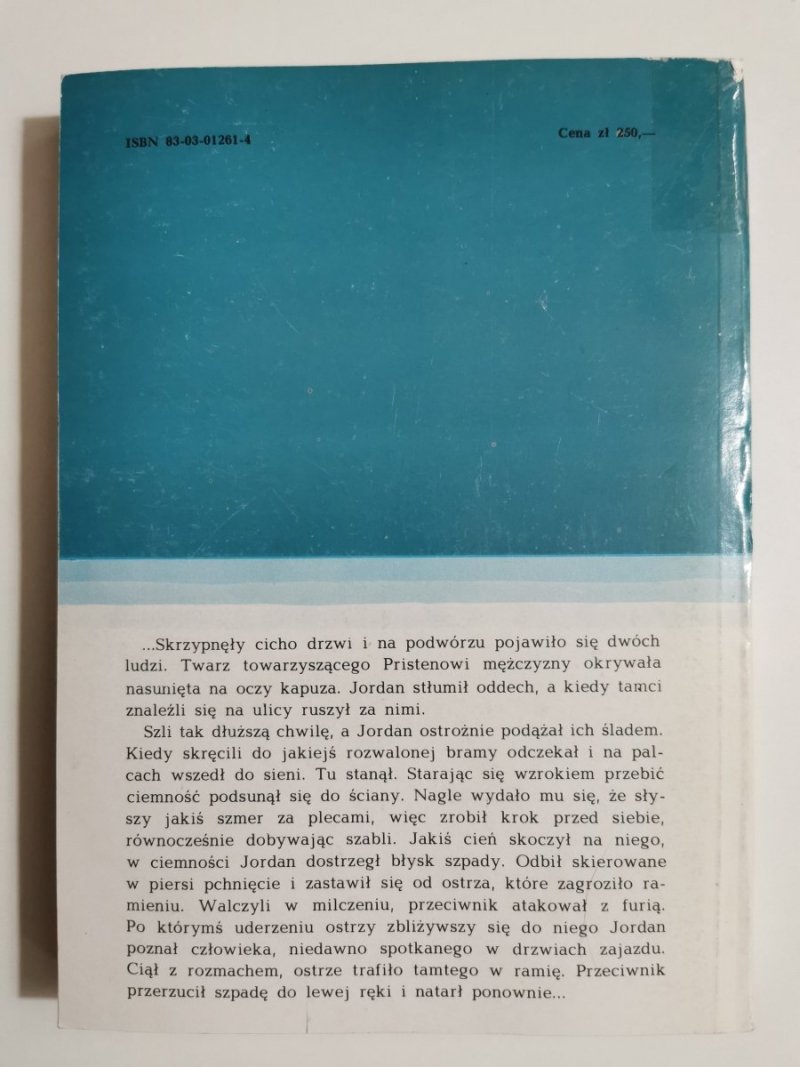 ISBN 83-03-01261-4
Cena zł 250,—
...Skrzypnęły cicho drzwi i na podwórzu pojawiło się dwóch
ludzi. Twarz towarzyszącego Pristenowi mężczyzny okrywała
nasunięta na oczy kapuza. Jordan stłumił oddech, a kiedy tamci
znaleźli się na ulicy ruszył za nimi.
Szli tak dłuższą chwilę, a Jordan ostrożnie podążał ich śladem.
Kiedy skręcili do jakiejś rozwalonej bramy odczekał i na pal-
cach wszedł do sieni. Tu stanął. Starając się wzrokiem przebić
ciemność podsunął się do ściany. Nagle wydało mu się, że sły-
szy jakiś szmer za plecami, więc zrobił krok przed siebie,
równocześnie dobywając szabli. Jakiś cień skoczył na niego,
w ciemności Jordan dostrzegł błysk szpady. Odbił skierowane
w piersi pchnięcie i zastawił się od ostrza, które zagroziło ra-
mieniu. Walczyli w milczeniu, przeciwnik atakował z furią.
Po którymś uderzeniu ostrzy zbliżywszy się do niego Jordan
poznał człowieka, niedawno spotkanego w drzwiach zajazdu.
Ciął z rozmachem, ostrze trafiło tamtego w ramię. Przeciwnik
przerzucił szpadę do lewej ręki i natarł ponownie...